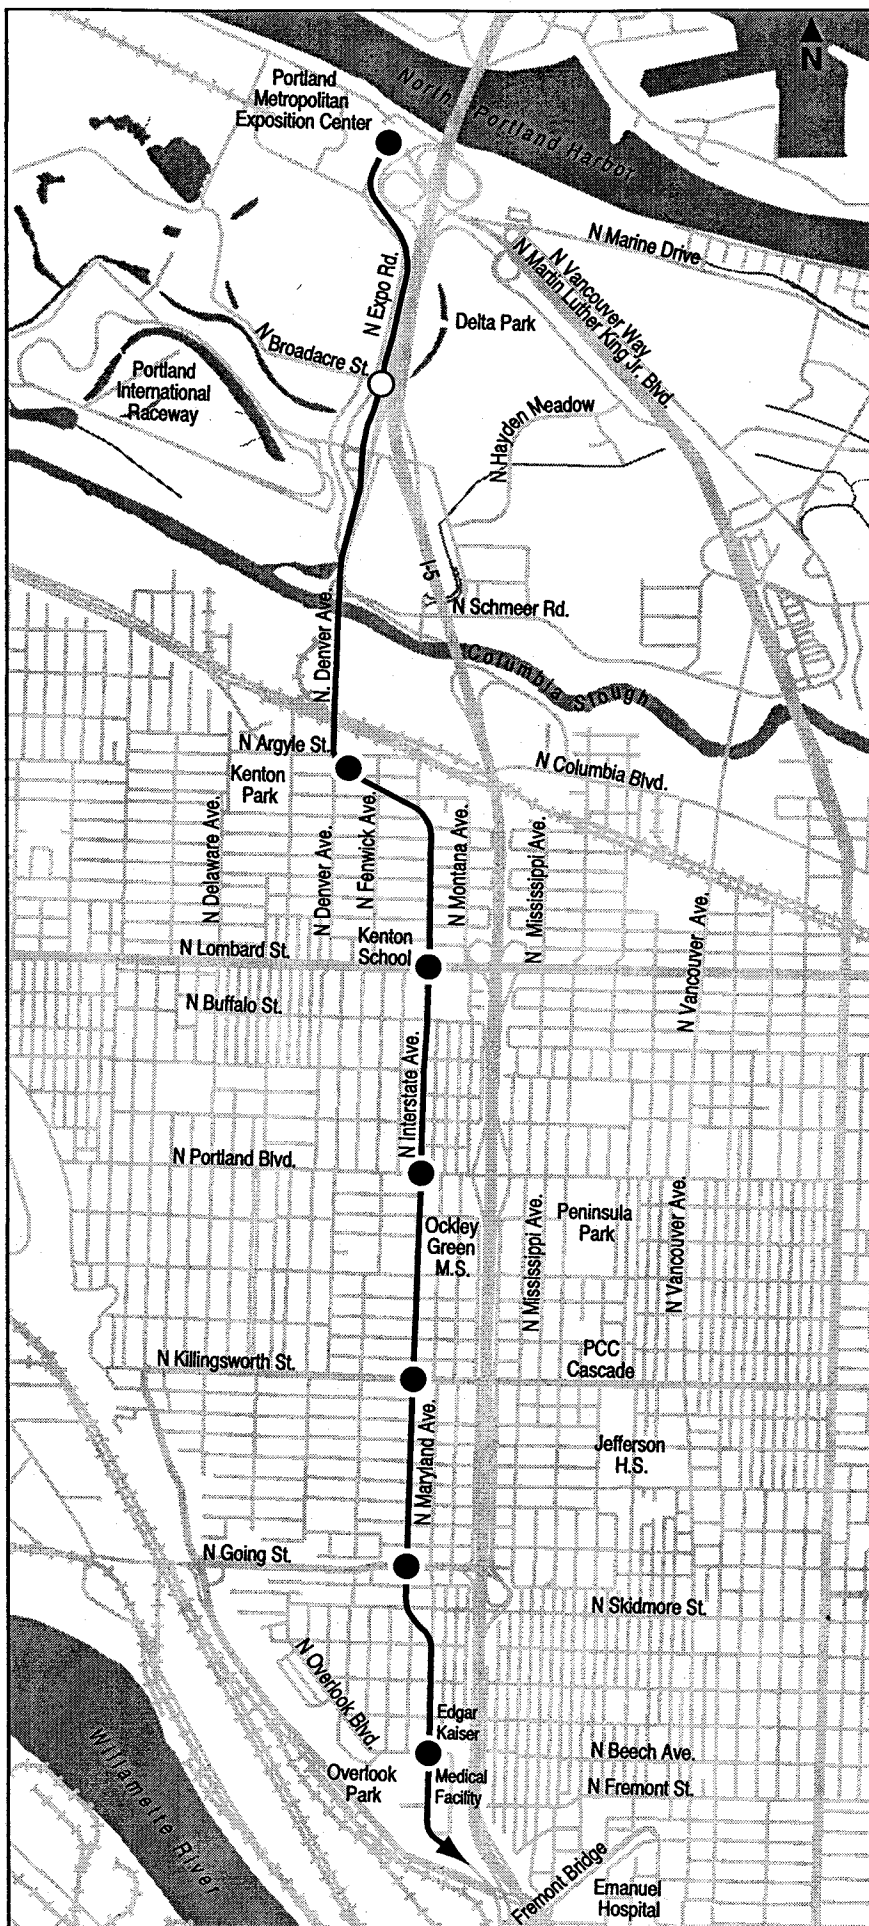 N
Portland
Metropolitan
Exposition Center
North Portland Harbor
N Marine Drive
N Vancouver Way
N Martin Luther King Jr. Blvd.
N Expo Rd.
Delta Park
N Broadacre St.
Portland
International
Raceway
N Hayden Meadow
I-5
N Schmeer Rd.
N. Denver Ave.
Columbia Slough
N Argyle St.
Kenton
Park
N Columbia Blvd.
N Delaware Ave.
N Denver Ave.
N Fenwick Ave.
N Montana Ave.
N Mississippi Ave.
N Vancouver Ave.
Kenton
School
N Lombard St.
N Buffalo St.
N Interstate Ave.
N Portland Blvd.
Ockley
Green
M.S.
N Mississippi Ave.
Peninsula
Park
N Vancouver Ave.
N Killingsworth St.
PCC
Cascade
N Maryland Ave.
Jefferson
H.S.
N Going St.
N Skidmore St.
N Overlook Blvd.
Edgar
Kaiser
Medical
Facility
N Beech Ave.
Overlook
Park
N Fremont St.
Willamette River
Fremont Bridge
Emanuel
Hospital